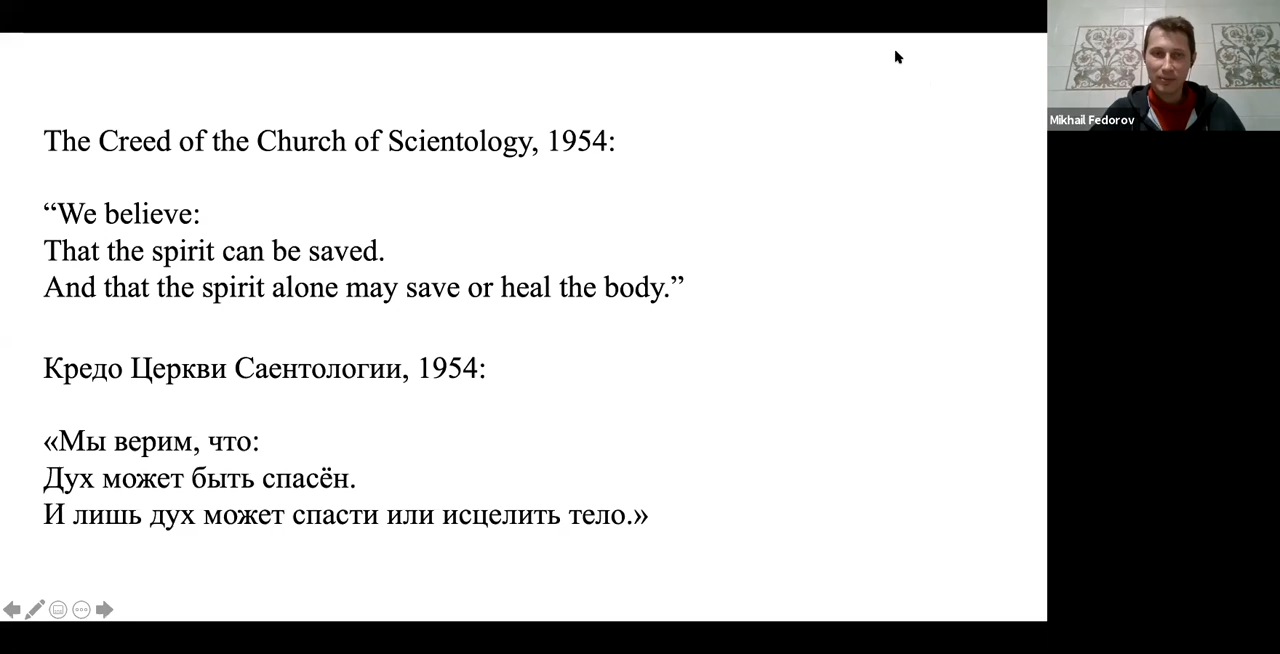 The Creed of the Church of Scientology, 1954:
“We believe:
That the spirit can be saved.
And that the spirit alone may save or heal the body.”
Кредо Церкви Саентологии, 1954:
«Мы верим, что:
Дух может быть спасён.
И лишь дух может спасти или исцелить тело.»
Mikhail Fedorov